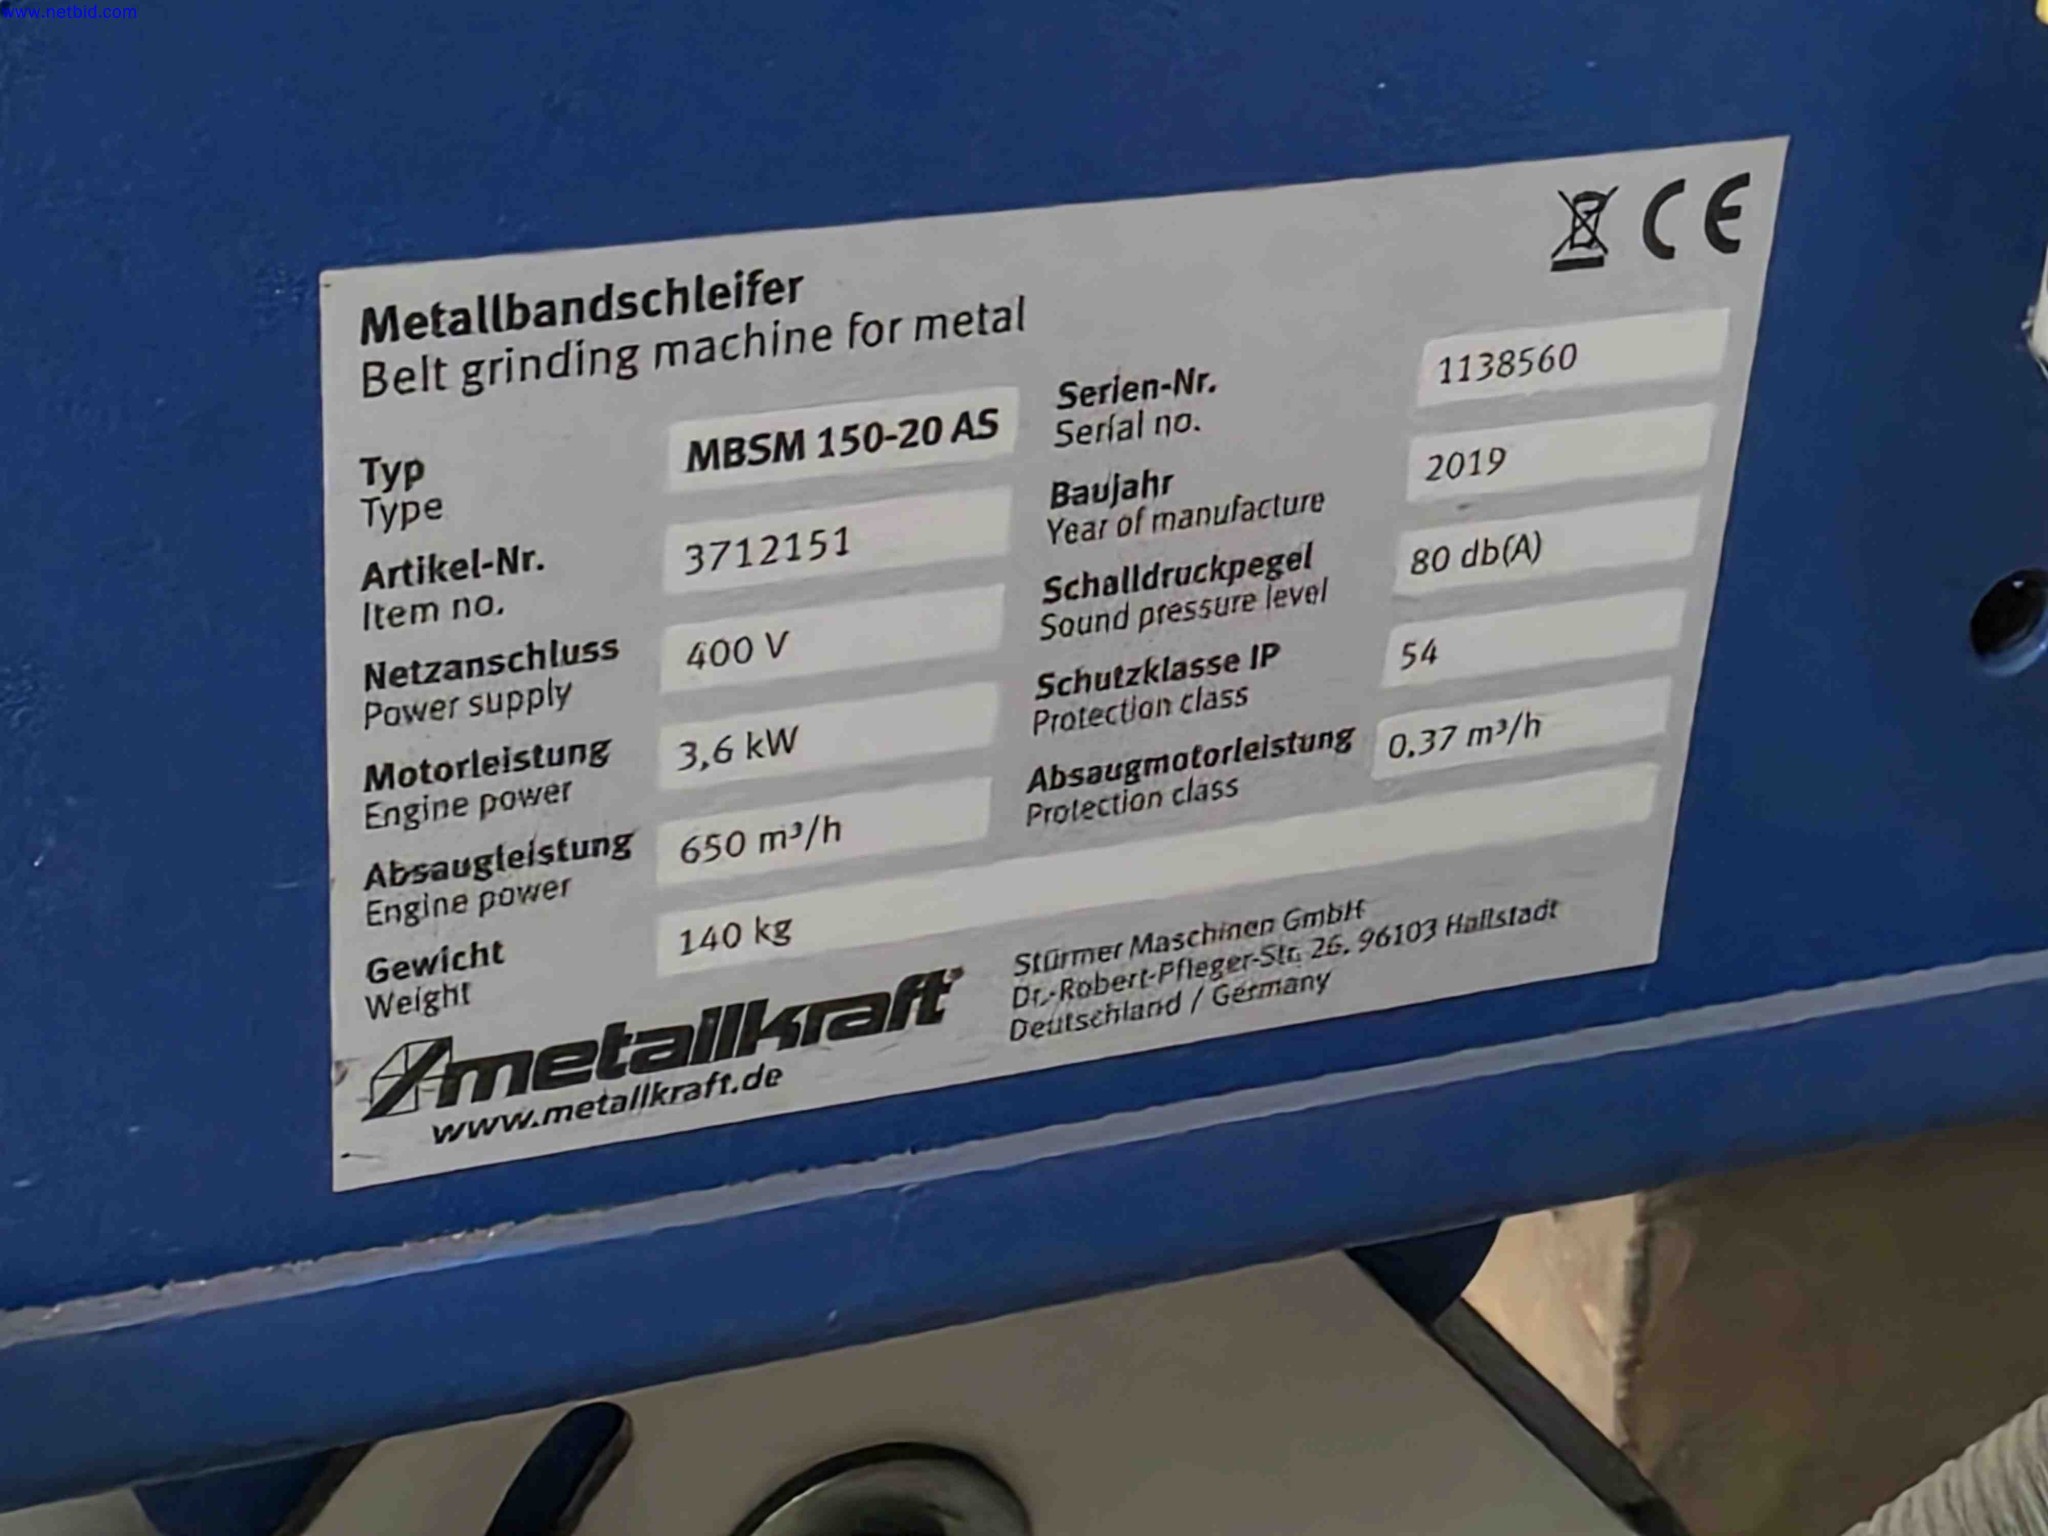 www.netbid.com
CE
Metallbandschleifer
Belt grinding machine for metal
Typ
Type
MBSM 150-20 AS
Artikel-Nr.
Item no.
3712151
Netzanschluss
Power supply
400 V
Motorleistung
Engine power
3,6 kW
Absaugleistung
Engine power
650 m³/h
Gewicht
Weight
140 kg
Serien-Nr.
Serial no.
1138560
Baujahr
Year of manufacture
2019
Schalldruckpegel
Sound pressure level
80 db(A)
Schutzklasse IP
Protection class
54
Absaugmotorleistung
Protection class
0.37 m³/h
metallkraft®
www.metallkraft.de
Stürmer Maschinen GmbH
Dr.-Robert-Pfleger-Str. 26, 96103 Hallstadt
Deutschland / Germany